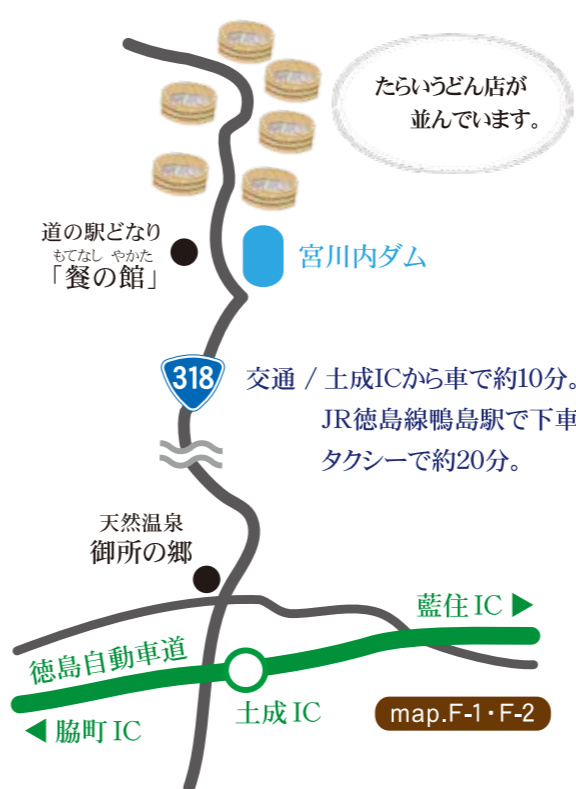 たらいうどん店が
並んでいます。
道の駅どなり
もてなし やかた
「餐の館」
宮川内ダム
318
交通 / 土成ICから車で約10分。
JR徳島線鴨島駅で下車
タクシーで約20分。
天然温泉
御所の郷
藍住 IC ▶
徳島自動車道
土成 IC
◀ 脇町 IC
map.F-1・F-2